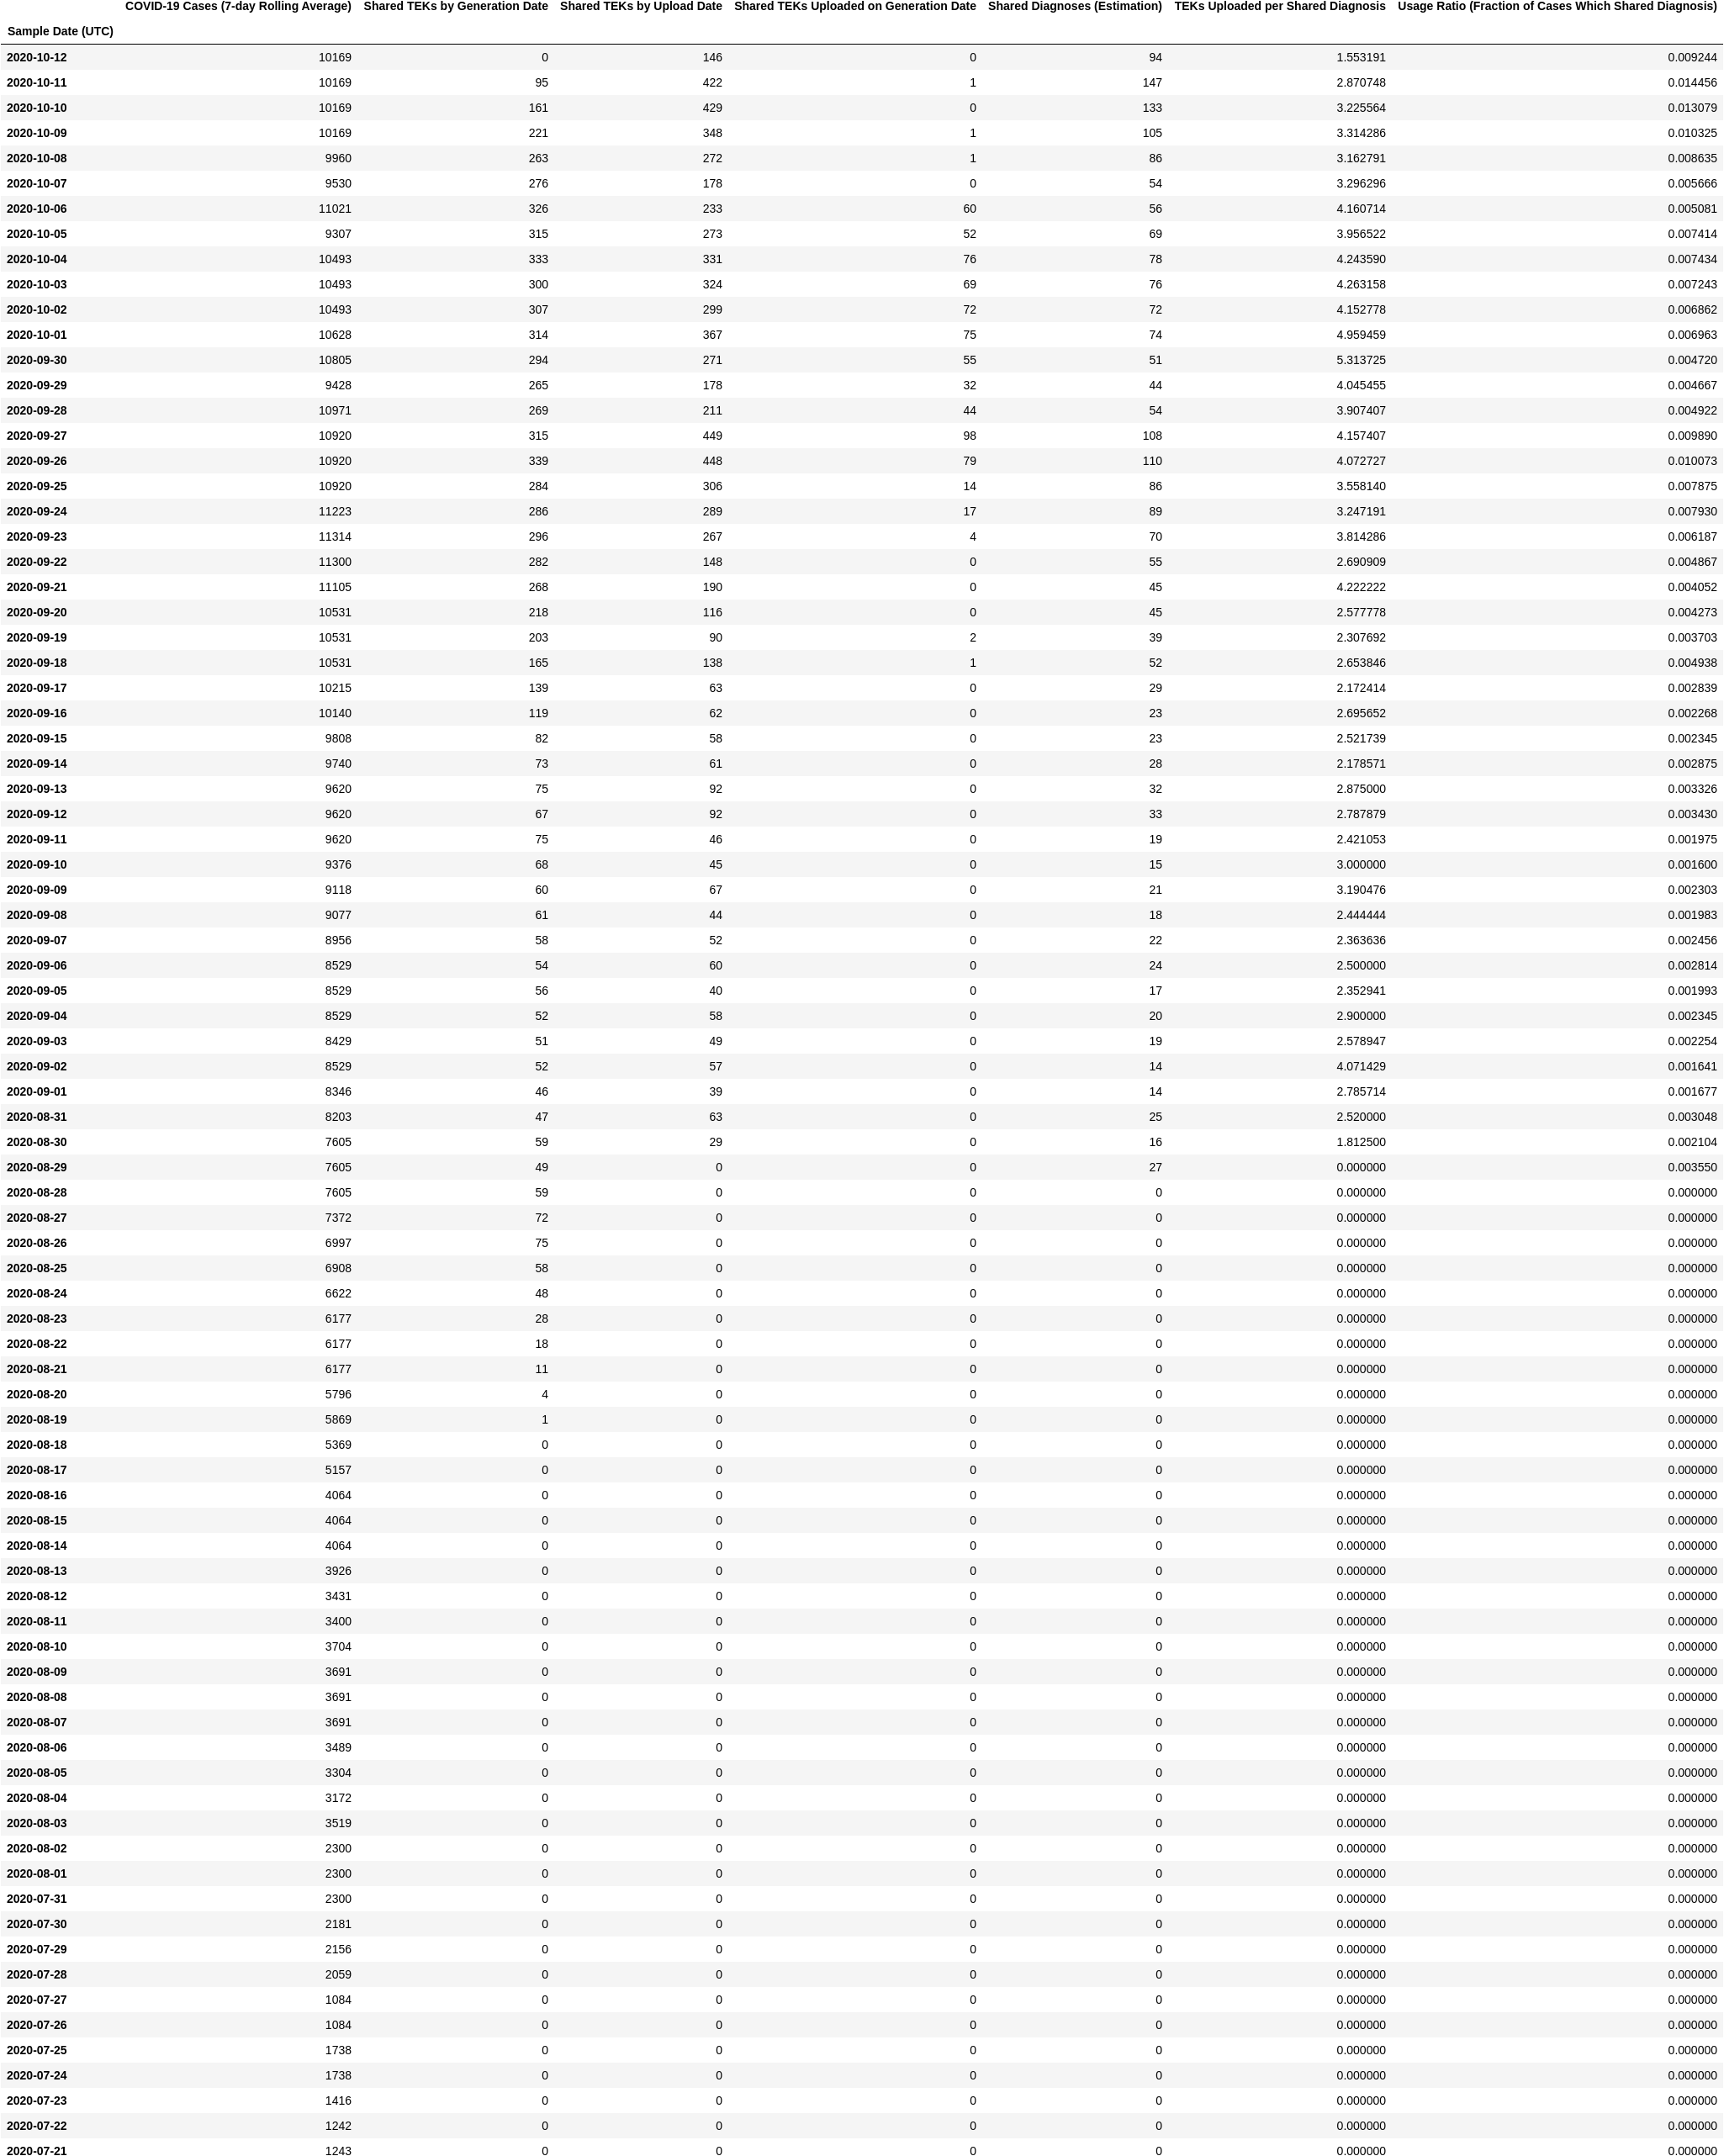 COVID-19 Cases (7-day Rolling Average) Shared TEKs by Generation Date Shared TEKs by Upload Date Shared TEKs Uploaded on Generation Date Shared Diagnoses (Estimation) TEKs Uploaded per Shared Diagnosis Usage Ratio (Fraction of Cases Which Shared Diagnosis)
Sample Date (UTC)
2020-10-12 10169 0 146 0 94 1.553191 0.009244
2020-10-11 10169 95 422 1 147 2.870748 0.014456
2020-10-10 10169 161 429 0 133 3.225564 0.013079
2020-10-09 10169 221 348 1 105 3.314286 0.010325
2020-10-08 9960 263 272 1 86 3.162791 0.008635
2020-10-07 9530 276 178 0 54 3.296296 0.005666
2020-10-06 11021 326 233 60 56 4.160714 0.005081
2020-10-05 9307 315 273 52 69 3.956522 0.007414
2020-10-04 10493 333 331 76 78 4.243590 0.007434
2020-10-03 10493 300 324 69 76 4.263158 0.007243
2020-10-02 10493 307 299 72 72 4.152778 0.006862
2020-10-01 10628 314 367 75 74 4.959459 0.006963
2020-09-30 10805 294 271 55 51 5.313725 0.004720
2020-09-29 9428 265 178 32 44 4.045455 0.004667
2020-09-28 10971 269 211 44 54 3.907407 0.004922
2020-09-27 10920 315 449 98 108 4.157407 0.009890
2020-09-26 10920 339 448 79 110 4.072727 0.010073
2020-09-25 10920 284 306 14 86 3.558140 0.007875
2020-09-24 11223 286 289 17 89 3.247191 0.007930
2020-09-23 11314 296 267 4 70 3.814286 0.006187
2020-09-22 11300 282 148 0 55 2.690909 0.004867
2020-09-21 11105 268 190 0 45 4.222222 0.004052
2020-09-20 10531 218 116 0 45 2.577778 0.004273
2020-09-19 10531 203 90 2 39 2.307692 0.003703
2020-09-18 10531 165 138 1 52 2.653846 0.004938
2020-09-17 10215 139 63 0 29 2.172414 0.002839
2020-09-16 10140 119 62 0 23 2.695652 0.002268
2020-09-15 9808 82 58 0 23 2.521739 0.002345
2020-09-14 9740 73 61 0 28 2.178571 0.002875
2020-09-13 9620 75 92 0 32 2.875000 0.003326
2020-09-12 9620 67 92 0 33 2.787879 0.003430
2020-09-11 9620 75 46 0 19 2.421053 0.001975
2020-09-10 9376 68 45 0 15 3.000000 0.001600
2020-09-09 9118 60 67 0 21 3.190476 0.002303
2020-09-08 9077 61 44 0 18 2.444444 0.001983
2020-09-07 8956 58 52 0 22 2.363636 0.002456
2020-09-06 8529 54 60 0 24 2.500000 0.002814
2020-09-05 8529 56 40 0 17 2.352941 0.001993
2020-09-04 8529 52 58 0 20 2.900000 0.002345
2020-09-03 8429 51 49 0 19 2.578947 0.002254
2020-09-02 8529 52 57 0 14 4.071429 0.001641
2020-09-01 8346 46 39 0 14 2.785714 0.001677
2020-08-31 8203 47 63 0 25 2.520000 0.003048
2020-08-30 7605 59 29 0 16 1.812500 0.002104
2020-08-29 7605 49 0 0 27 0.000000 0.003550
2020-08-28 7605 59 0 0 0 0.000000 0.000000
2020-08-27 7372 72 0 0 0 0.000000 0.000000
2020-08-26 6997 75 0 0 0 0.000000 0.000000
2020-08-25 6908 58 0 0 0 0.000000 0.000000
2020-08-24 6622 48 0 0 0 0.000000 0.000000
2020-08-23 6177 28 0 0 0 0.000000 0.000000
2020-08-22 6177 18 0 0 0 0.000000 0.000000
2020-08-21 6177 11 0 0 0 0.000000 0.000000
2020-08-20 5796 4 0 0 0 0.000000 0.000000
2020-08-19 5869 1 0 0 0 0.000000 0.000000
2020-08-18 5369 0 0 0 0 0.000000 0.000000
2020-08-17 5157 0 0 0 0 0.000000 0.000000
2020-08-16 4064 0 0 0 0 0.000000 0.000000
2020-08-15 4064 0 0 0 0 0.000000 0.000000
2020-08-14 4064 0 0 0 0 0.000000 0.000000
2020-08-13 3926 0 0 0 0 0.000000 0.000000
2020-08-12 3431 0 0 0 0 0.000000 0.000000
2020-08-11 3400 0 0 0 0 0.000000 0.000000
2020-08-10 3704 0 0 0 0 0.000000 0.000000
2020-08-09 3691 0 0 0 0 0.000000 0.000000
2020-08-08 3691 0 0 0 0 0.000000 0.000000
2020-08-07 3691 0 0 0 0 0.000000 0.000000
2020-08-06 3489 0 0 0 0 0.000000 0.000000
2020-08-05 3304 0 0 0 0 0.000000 0.000000
2020-08-04 3172 0 0 0 0 0.000000 0.000000
2020-08-03 3519 0 0 0 0 0.000000 0.000000
2020-08-02 2300 0 0 0 0 0.000000 0.000000
2020-08-01 2300 0 0 0 0 0.000000 0.000000
2020-07-31 2300 0 0 0 0 0.000000 0.000000
2020-07-30 2181 0 0 0 0 0.000000 0.000000
2020-07-29 2156 0 0 0 0 0.000000 0.000000
2020-07-28 2059 0 0 0 0 0.000000 0.000000
2020-07-27 1084 0 0 0 0 0.000000 0.000000
2020-07-26 1084 0 0 0 0 0.000000 0.000000
2020-07-25 1738 0 0 0 0 0.000000 0.000000
2020-07-24 1738 0 0 0 0 0.000000 0.000000
2020-07-23 1416 0 0 0 0 0.000000 0.000000
2020-07-22 1242 0 0 0 0 0.000000 0.000000
2020-07-21 1243 0 0 0 0 0.000000 0.000000